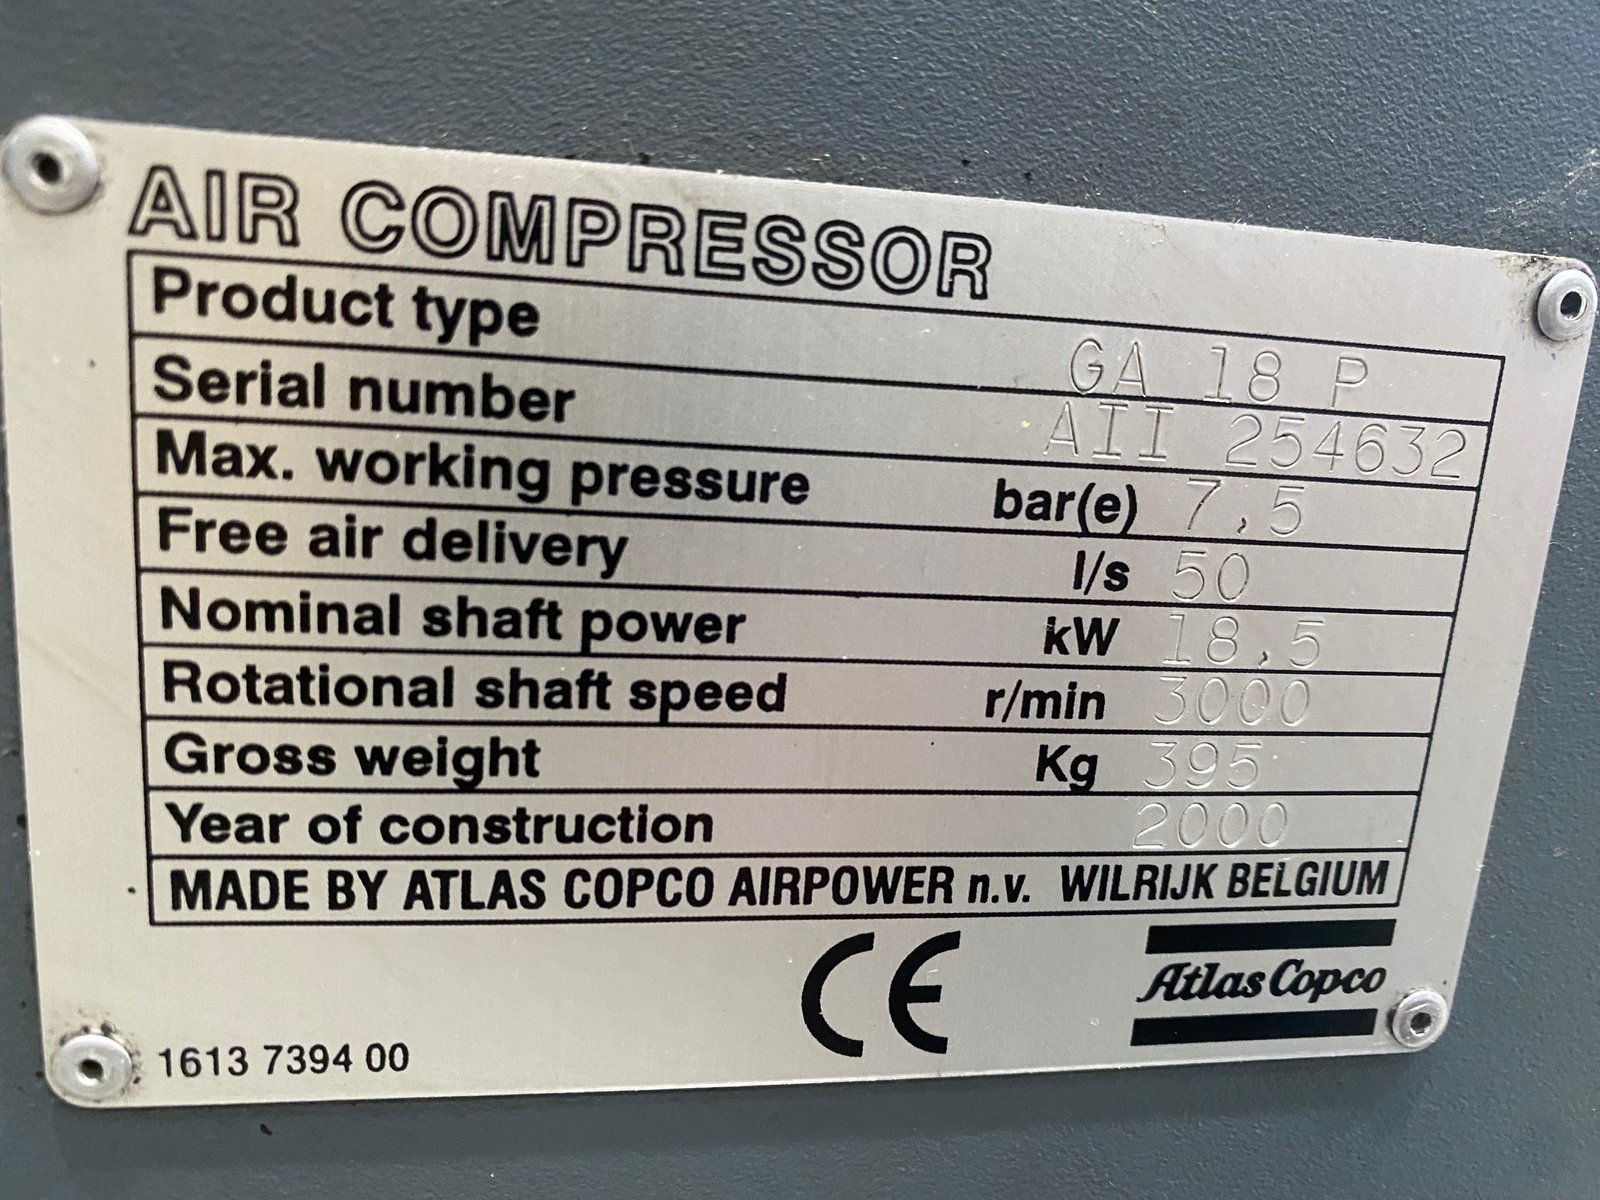 AIR COMPRESSOR
Product type GA 18 P
Serial number AII 254632
Max. working pressure bar(e) 7,5
Free air delivery l/s 50
Nominal shaft power kW 18,5
Rotational shaft speed r/min 3000
Gross weight Kg 395
Year of construction 2000
MADE BY ATLAS COPCO AIRPOWER n.v. WILRIJK BELGIUM
CE
Atlas Copco
1613 7394 00